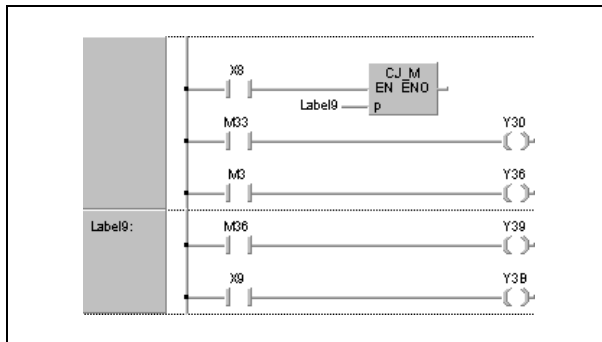 X8
CJ_M
EN ENO
Label9
p
M33
Y30
M3
Y36
Label9:
M36
Y39
X9
Y3B